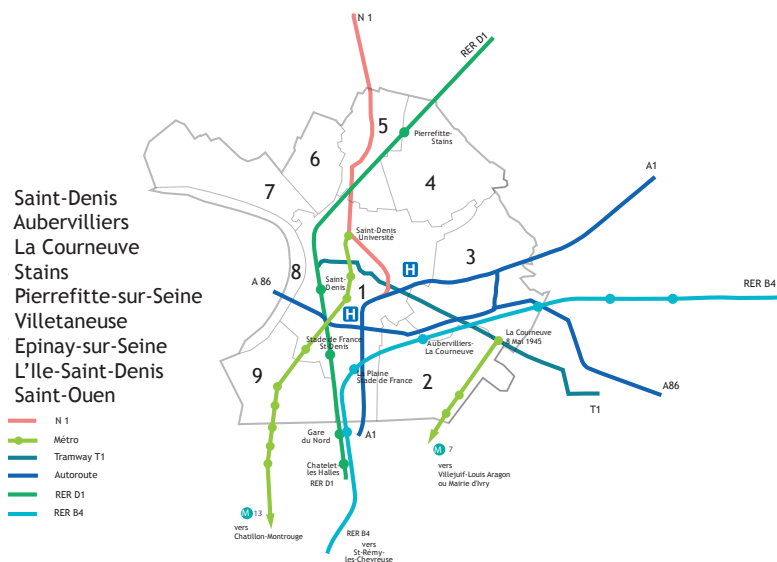 N 1
RER D1
5
Pierrefitte-
Stains
6
A1
7
4
Saint-Denis
Aubervilliers
La Courneuve
Stains
Pierrefitte-sur-Seine
Villetaneuse
Epinay-sur-Seine
L'Ile-Saint-Denis
Saint-Ouen
Saint-Denis
Université
3
H
8
A 86
Saint-
Denis
1
RER B4
H
Stade de France
St-Denis
La Courneuve
8 Mai 1945
Aubervilliers-
La Courneuve
9
La Plaine
Stade de France
2
A86
T1
N 1
Métro
Tramway T1
Autoroute
RER D1
RER B4
Gare
du Nord
A1
Chatelet-
les Halles
RER D1
M 7
vers
Villejuif-Louis Aragon
ou Mairie d'Ivry
M 13
vers
Chatillon-Montrouge
RER B4
vers
St-Rémy-
les-Chevreuse